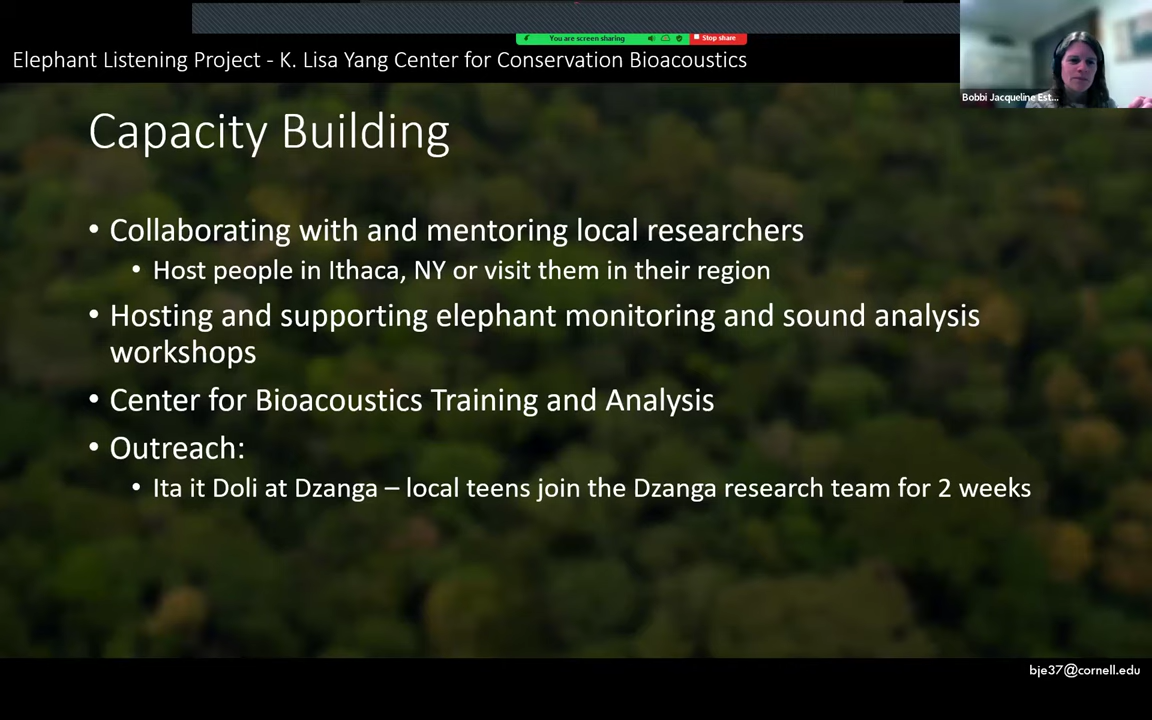 You are screen sharing
Stop share
Elephant Listening Project - K. Lisa Yang Center for Conservation Bioacoustics
Bobbi Jacqueline Est...
Capacity Building
• Collaborating with and mentoring local researchers
• Host people in Ithaca, NY or visit them in their region
• Hosting and supporting elephant monitoring and sound analysis
workshops
• Center for Bioacoustics Training and Analysis
• Outreach:
• Ita it Doli at Dzanga – local teens join the Dzanga research team for 2 weeks
bje37@cornell.edu